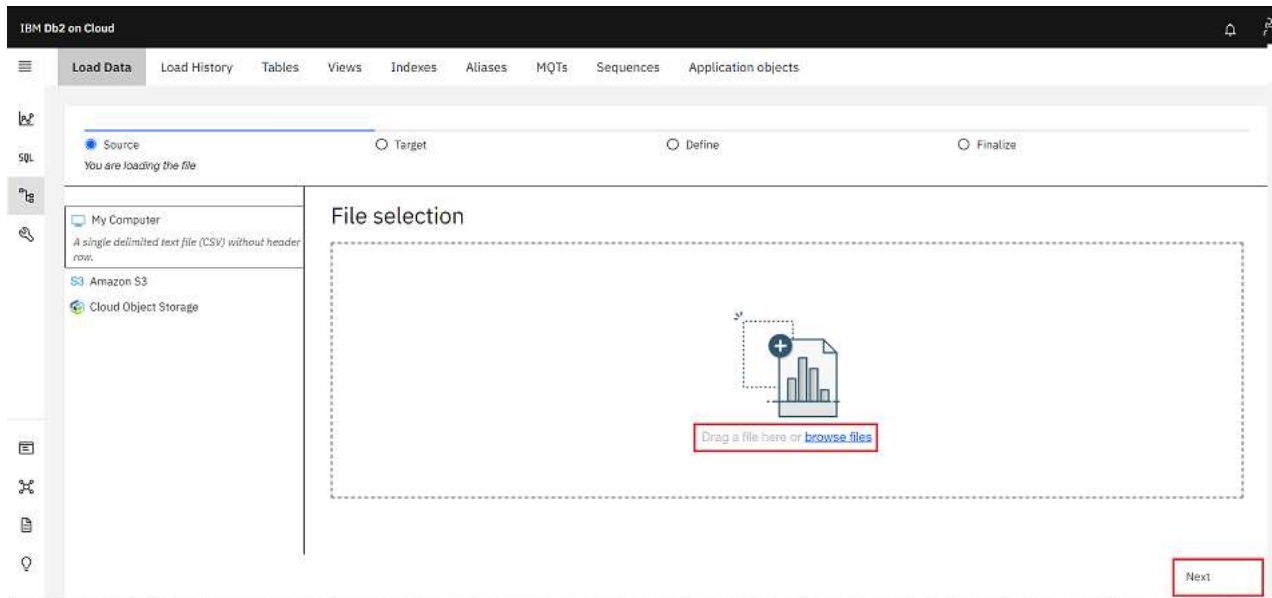 IBM Db2 on Cloud
Load Data Load History Tables Views Indexes Aliases MQTs Sequences Application objects
SQL
Source Target Define Finalize
You are loading the file
My Computer
A single delimited text file (CSV) without header
row.
S3 Amazon S3
Cloud Object Storage
File selection
Drag a file here or browse files
Next